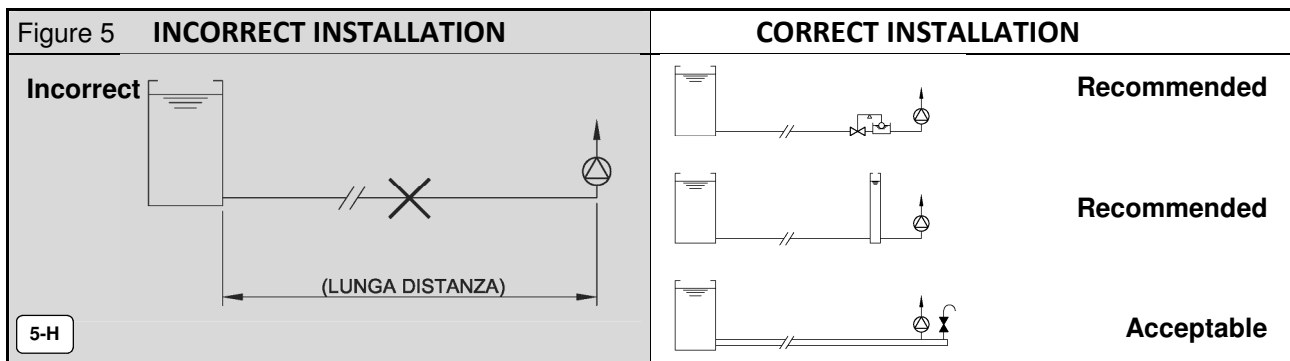 Figure 5 INCORRECT INSTALLATION
CORRECT INSTALLATION
Incorrect
(LUNGA DISTANZA)
5-H
Recommended
Recommended
Acceptable